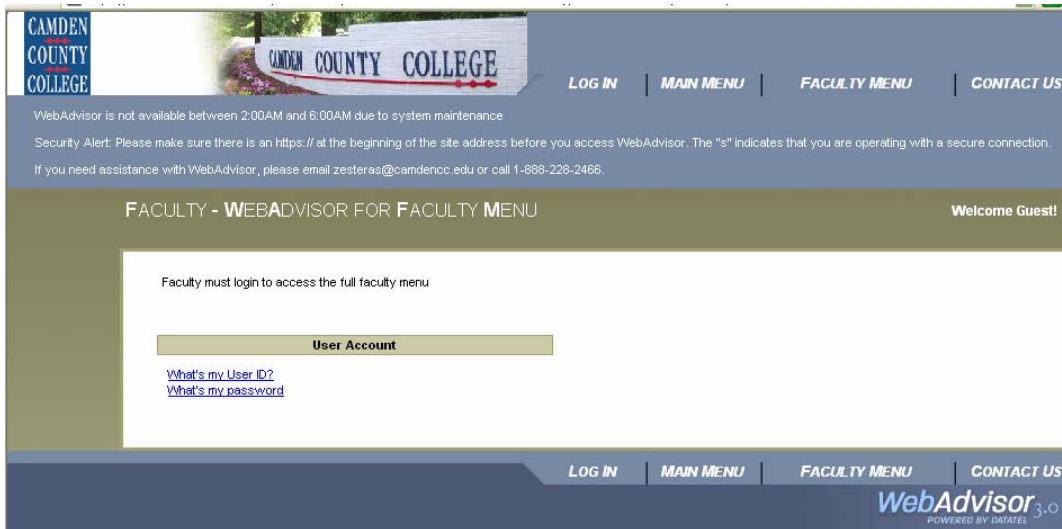 CAMDEN
COUNTY
COLLEGE
CAMDEN COUNTY COLLEGE
LOG IN MAIN MENU FACULTY MENU CONTACT US
WebAdvisor is not available between 2:00AM and 6:00AM due to system maintenance
Security Alert: Please make sure there is an https:// at the beginning of the site address before you access WebAdvisor. The "s" indicates that you are operating with a secure connection.
If you need assistance with WebAdvisor, please email zesteras@camdencc.edu or call 1-888-228-2466.
FACULTY - WEBADVISOR FOR FACULTY MENU Welcome Guest!
Faculty must login to access the full faculty menu
User Account
What's my User ID?
What's my password
LOG IN MAIN MENU FACULTY MENU CONTACT US
WebAdvisor 3.0
POWERED BY DATATEL